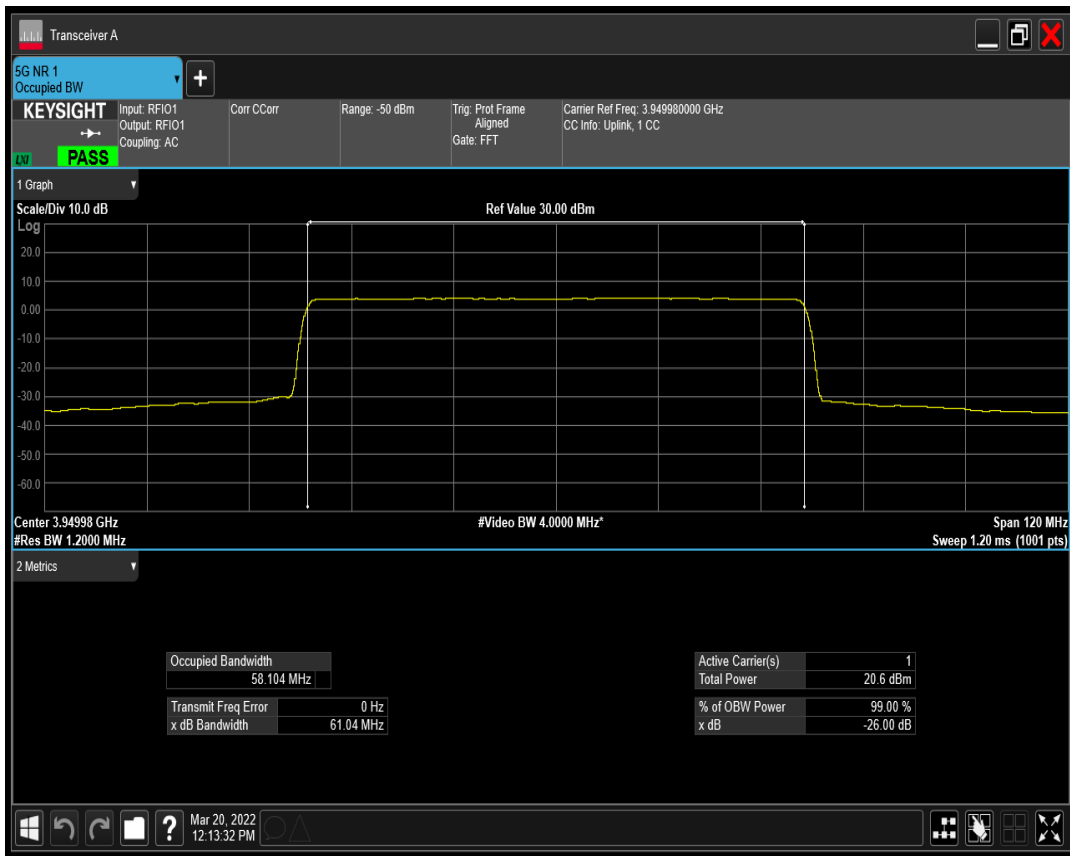 Transceiver A
5G NR 1
Occupied BW
KEYSIGHT
LXI
PASS
Input: RFIO1
Output: RFIO1
Coupling: AC
Corr CCorr
Range: -50 dBm
Trig: Prot Frame
Aligned
Gate: FFT
Carrier Ref Freq: 3.949980000 GHz
CC Info: Uplink, 1 CC
1 Graph
Scale/Div 10.0 dB
Ref Value 30.00 dBm
Log
20.0
10.0
0.00
-10.0
-20.0
-30.0
-40.0
-50.0
-60.0
Center 3.94998 GHz
#Video BW 4.0000 MHz*
Span 120 MHz
#Res BW 1.2000 MHz
Sweep 1.20 ms (1001 pts)
2 Metrics
Occupied Bandwidth
58.104 MHz
Transmit Freq Error 0 Hz
x dB Bandwidth 61.04 MHz
Active Carrier(s) 1
Total Power 20.6 dBm
% of OBW Power 99.00 %
x dB -26.00 dB
?
Mar 20, 2022
12:13:32 PM